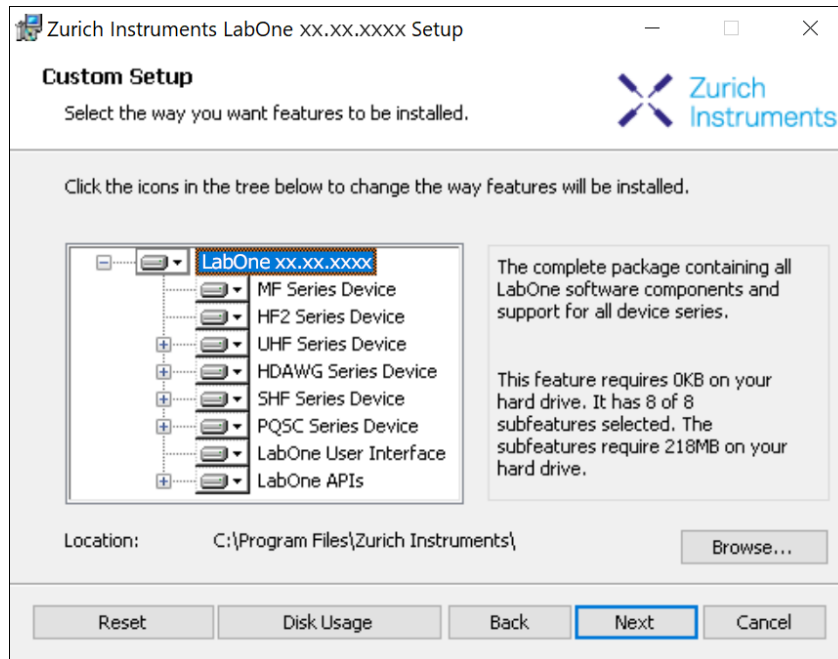 Zurich Instruments LabOne xx.xx.xxxx Setup
Custom Setup
Select the way you want features to be installed.
Zurich
Instruments
Click the icons in the tree below to change the way features will be installed.
LabOne xx.xx.xxxx
MF Series Device
HF2 Series Device
UHF Series Device
HDAWG Series Device
SHF Series Device
PQSC Series Device
LabOne User Interface
LabOne APIs
The complete package containing all
LabOne software components and
support for all device series.
This feature requires 0KB on your
hard drive. It has 8 of 8
subfeatures selected. The
subfeatures require 218MB on your
hard drive.
Location:
C:\Program Files\Zurich Instruments\
Browse...
Reset
Disk Usage
Back
Next
Cancel